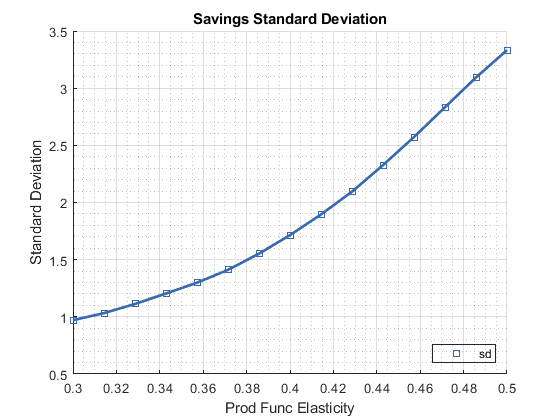 Savings Standard Deviation
3.5
3
2.5
2
1.5
1
0.5
Standard Deviation
0.3 0.32 0.34 0.36 0.38 0.4 0.42 0.44 0.46 0.48 0.5
Prod Func Elasticity
sd